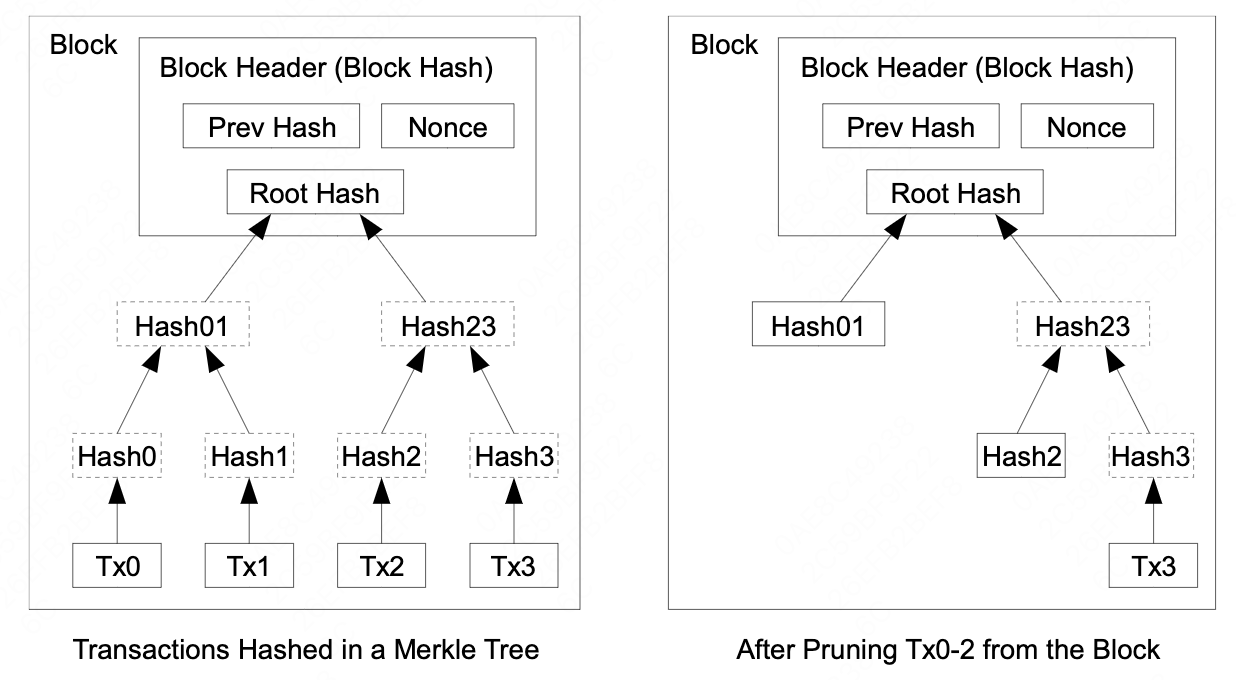 Block
Block Header (Block Hash)
Prev Hash
Nonce
Root Hash
Hash01
Hash23
Hash0
Hash1
Hash2
Hash3
Tx0
Tx1
Tx2
Tx3
Transactions Hashed in a Merkle Tree
Block
Block Header (Block Hash)
Prev Hash
Nonce
Root Hash
Hash01
Hash23
Hash2
Hash3
Tx3
After Pruning Tx0-2 from the Block